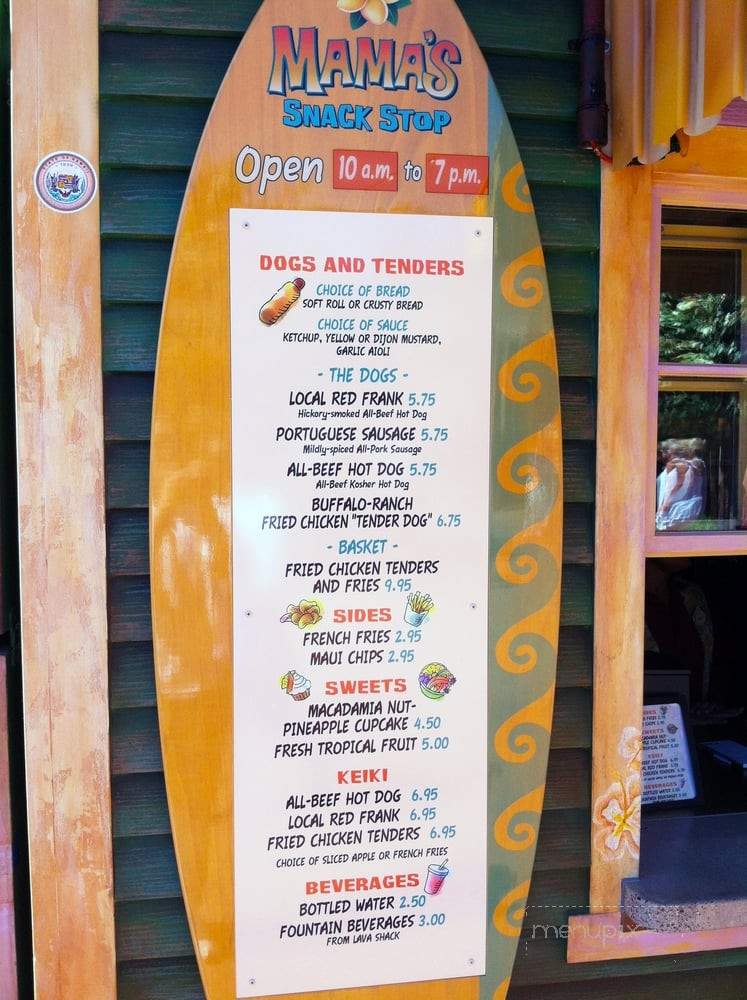 MAMA'S
SNACK STOP
Open 10 a.m. to 7 p.m.
DOGS AND TENDERS
CHOICE OF BREAD
SOFT ROLL OR CRUSTY BREAD
CHOICE OF SAUCE
KETCHUP, YELLOW OR DIJON MUSTARD,
GARLIC AIOLI
- THE DOGS -
LOCAL RED FRANK 5.75
Hickory-smoked All-Beef Hot Dog
PORTUGUESE SAUSAGE 5.75
Mildly-spiced All-Pork Sausage
ALL-BEEF HOT DOG 5.75
All-Beef Kosher Hot Dog
BUFFALO-RANCH
FRIED CHICKEN "TENDER DOG" 6.75
- BASKET -
FRIED CHICKEN TENDERS
AND FRIES 9.95
SIDES
FRENCH FRIES 2.95
MAUI CHIPS 2.95
SWEETS
MACADAMIA NUT-
PINEAPPLE CUPCAKE 4.50
FRESH TROPICAL FRUIT 5.00
KEIKI
ALL-BEEF HOT DOG 6.95
LOCAL RED FRANK 6.95
FRIED CHICKEN TENDERS 6.95
CHOICE OF SLICED APPLE OR FRENCH FRIES
BEVERAGES
BOTTLED WATER 2.50
FOUNTAIN BEVERAGES 3.00
FROM LAVA SHACK
SIDES
SWEETS
KEIKI
BEVERAGES
menupix